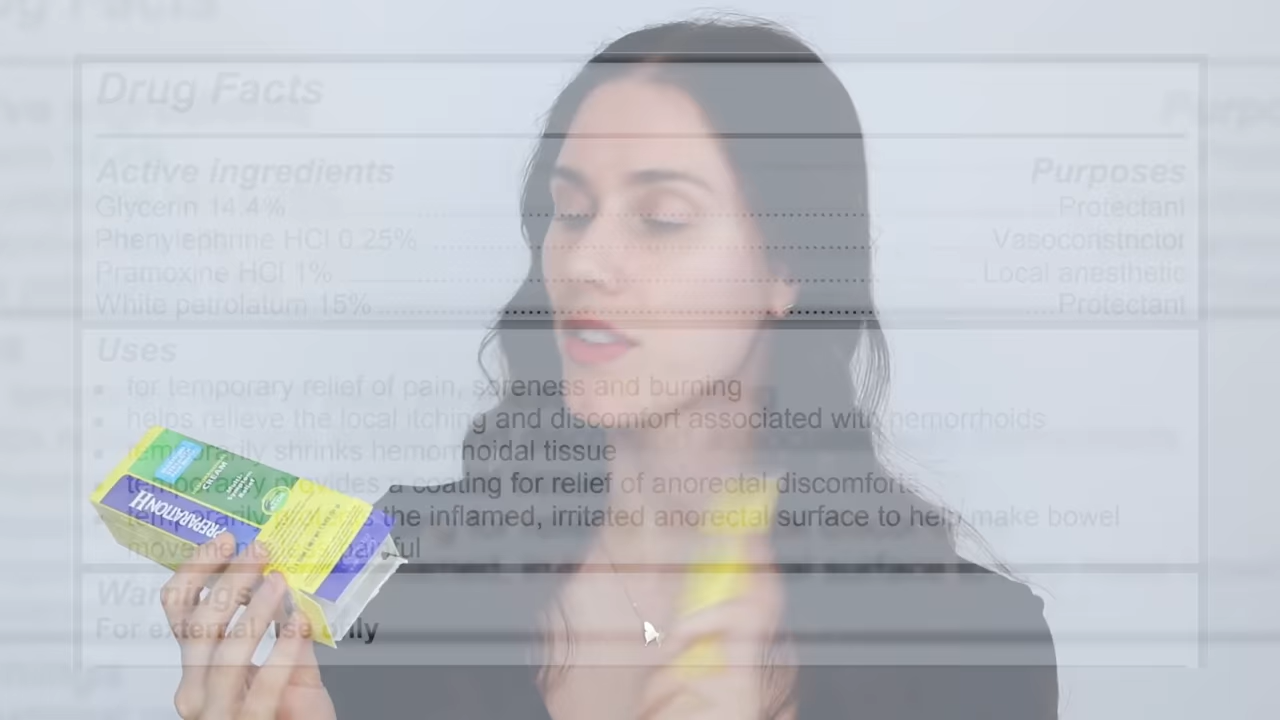 Drug Facts
Active ingredients Purposes
Glycerin 14.4% Protectant
Phenylephrine HCl 0.25% Vasoconstrictor
Pramoxine HCl 1% Local anesthetic
White petrolatum 15% Protectant
Uses
▪ for temporary relief of pain, soreness and burning
▪ helps relieve the local itching and discomfort associated with hemorrhoids
▪ temporarily shrinks hemorrhoidal tissue
▪ temporarily provides a coating for relief of anorectal discomforts
▪ temporarily protects the inflamed, irritated anorectal surface to help make bowel
movements less painful
Warnings
For external use only
PREPARATION H
CREAM